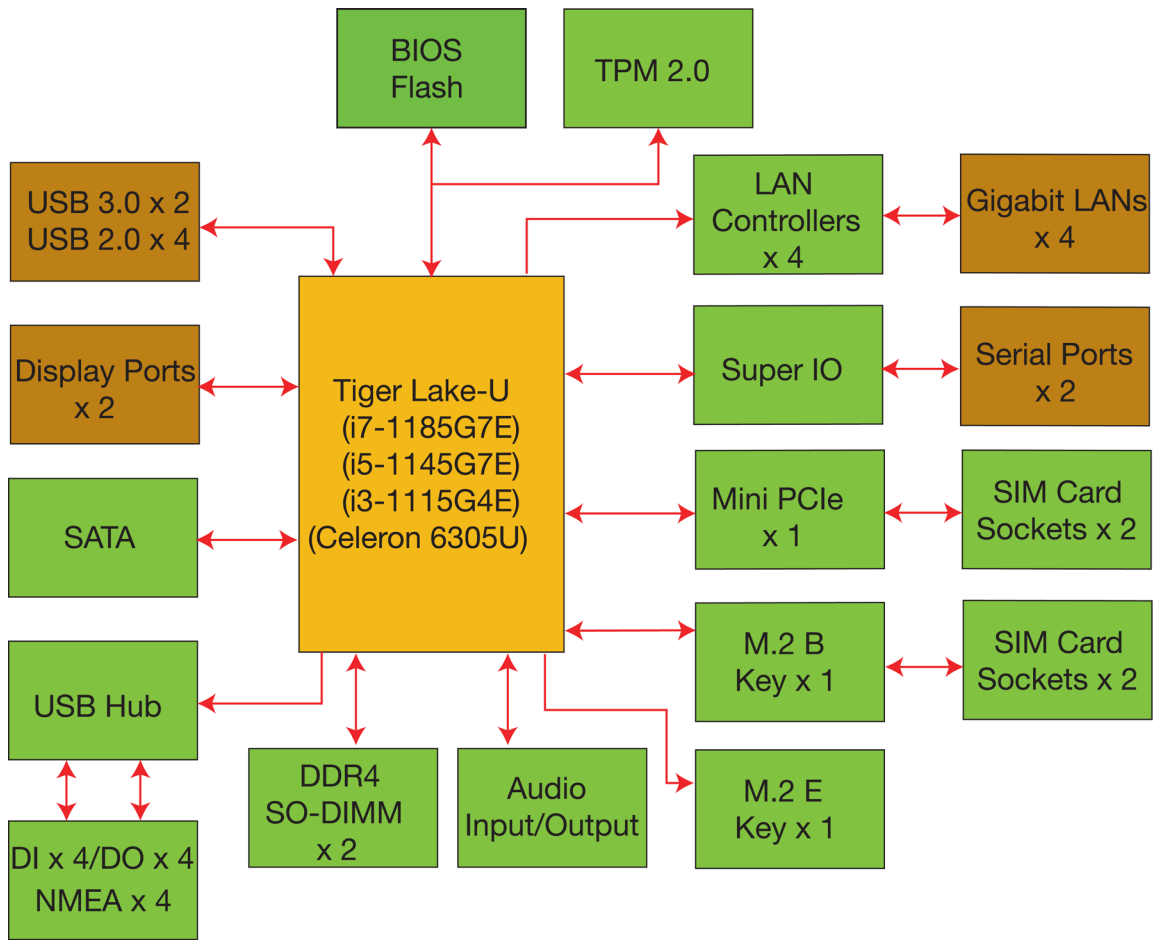 BIOS
Flash
TPM 2.0
USB 3.0 x 2
USB 2.0 x 4
LAN
Controllers
x 4
Gigabit LANs
x 4
Display Ports
x 2
Tiger Lake-U
(i7-1185G7E)
(i5-1145G7E)
(i3-1115G4E)
(Celeron 6305U)
Super IO
Serial Ports
x 2
SATA
Mini PCIe
x 1
SIM Card
Sockets x 2
M.2 B
Key x 1
SIM Card
Sockets x 2
USB Hub
DDR4
SO-DIMM
x 2
Audio
Input/Output
M.2 E
Key x 1
DI x 4/DO x 4
NMEA x 4